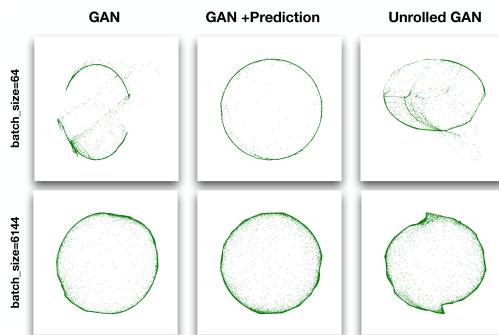 GAN
GAN +Prediction
Unrolled GAN
batch_size=64
batch_size=6144